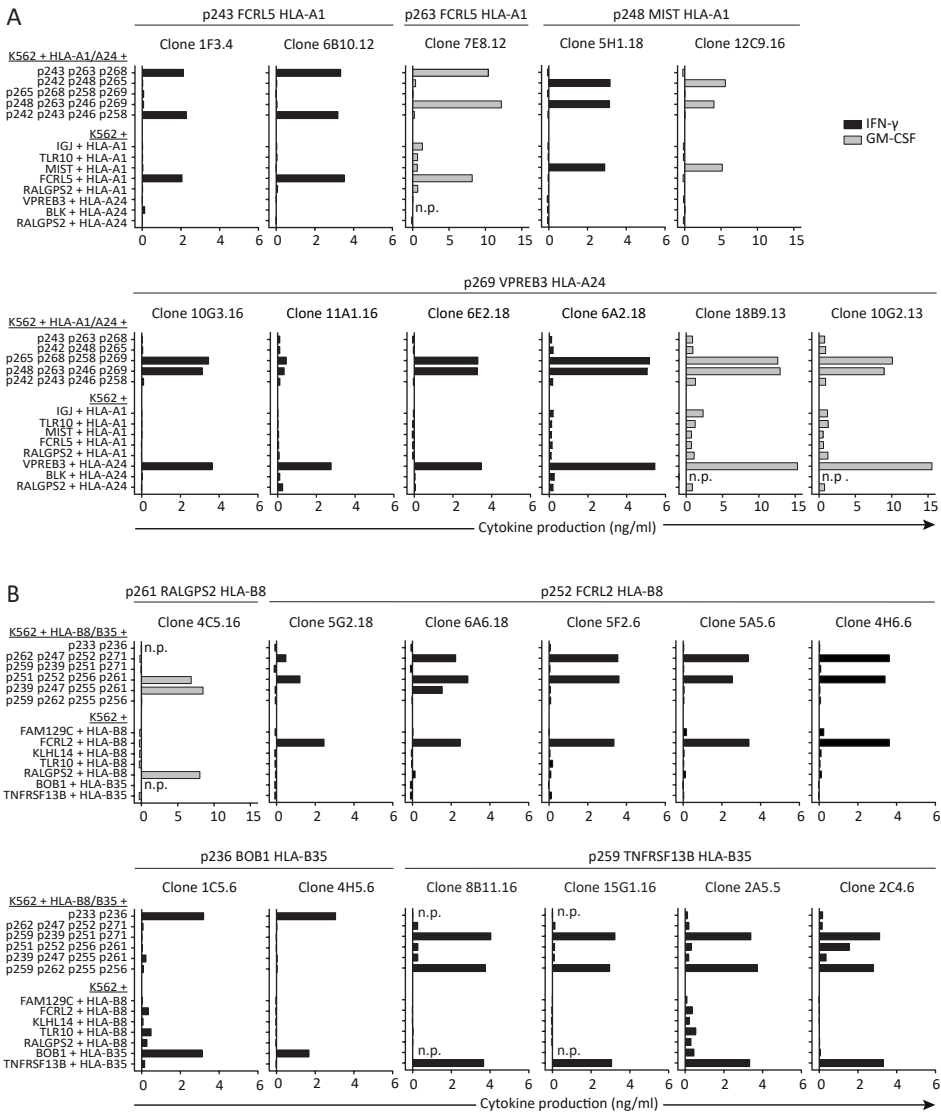 A
p243 FCRL5 HLA-A1 p263 FCRL5 HLA-A1 p248 MIST HLA-A1
Clone 1F3.4 Clone 6B10.12 Clone 7E8.12 Clone 5H1.18 Clone 12C9.16
K562 + HLA-A1/A24 +
p243 p263 p268
p242 p248 p265
p265 p268 p258 p269
p248 p263 p246 p269
p242 p243 p246 p258
K562 +
IGJ + HLA-A1
TLR10 + HLA-A1
MIST + HLA-A1
FCRL5 + HLA-A1
RALGPS2 + HLA-A1
VPREB3 + HLA-A24
BLK + HLA-A24 n.p.
RALGPS2 + HLA-A24
IFN-γ
GM-CSF
0 2 4 6 0 2 4 6 0 5 10 15 0 2 4 6 0 5 10 15
p269 VPREB3 HLA-A24
Clone 10G3.16 Clone 11A1.16 Clone 6E2.18 Clone 6A2.18 Clone 18B9.13 Clone 10G2.13
K562 + HLA-A1/A24 +
p243 p263 p268
p242 p248 p265
p265 p268 p258 p269
p248 p263 p246 p269
p242 p243 p246 p258
K562 +
IGJ + HLA-A1
TLR10 + HLA-A1
MIST + HLA-A1
FCRL5 + HLA-A1
RALGPS2 + HLA-A1
VPREB3 + HLA-A24
BLK + HLA-A24 n.p. n.p .
RALGPS2 + HLA-A24
0 2 4 6 0 2 4 6 0 2 4 6 0 2 4 6 0 5 10 15 0 5 10 15
Cytokine production (ng/ml)
B
p261 RALGPS2 HLA-B8 p252 FCRL2 HLA-B8
Clone 4C5.16 Clone 5G2.18 Clone 6A6.18 Clone 5F2.6 Clone 5A5.6 Clone 4H6.6
K562 + HLA-B8/B35 +
p233 p236 n.p.
p262 p247 p252 p271
p259 p239 p251 p271
p251 p252 p256 p261
p239 p247 p255 p261
p259 p262 p255 p256
K562 +
FAM129C + HLA-B8
FCRL2 + HLA-B8
KLHL14 + HLA-B8
TLR10 + HLA-B8
RALGPS2 + HLA-B8
BOB1 + HLA-B35 n.p.
TNFRSF13B + HLA-B35
0 5 10 15 0 2 4 6 0 2 4 6 0 2 4 6 0 2 4 6 0 2 4 6
p236 BOB1 HLA-B35 p259 TNFRSF13B HLA-B35
Clone 1C5.6 Clone 4H5.6 Clone 8B11.16 Clone 15G1.16 Clone 2A5.5 Clone 2C4.6
K562 + HLA-B8/B35 +
p233 p236 n.p. n.p.
p262 p247 p252 p271
p259 p239 p251 p271
p251 p252 p256 p261
p239 p247 p255 p261
p259 p262 p255 p256
K562 +
FAM129C + HLA-B8
FCRL2 + HLA-B8
KLHL14 + HLA-B8
TLR10 + HLA-B8
RALGPS2 + HLA-B8
BOB1 + HLA-B35 n.p. n.p.
TNFRSF13B + HLA-B35
0 2 4 6 0 2 4 6 0 2 4 6 0 2 4 6 0 2 4 6 0 2 4 6
Cytokine production (ng/ml)